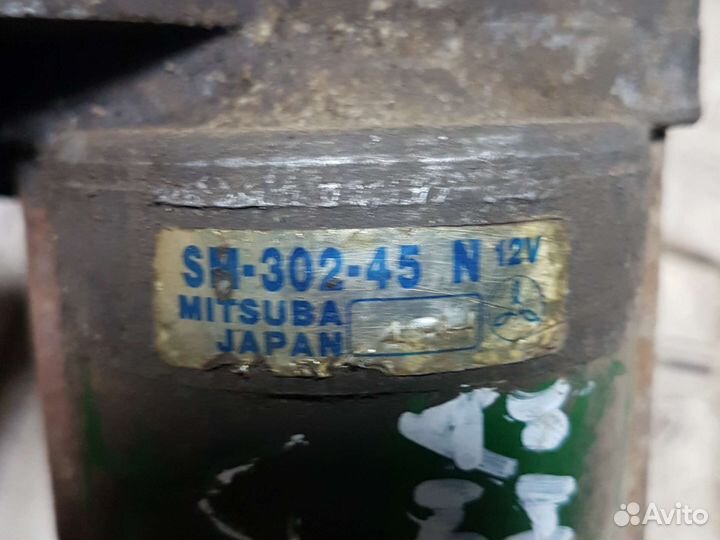 SH-302-45 N 12V
MITSUBA
JAPAN
Avito